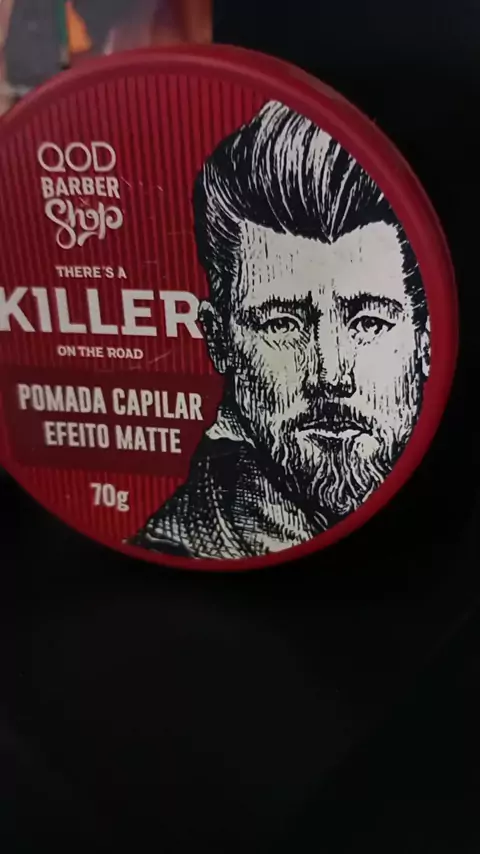 QOD
BARBER
Shop
THERE'S A
KILLER
ON THE ROAD
POMADA CAPILAR
EFEITO MATTE
70g